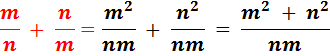 m/n + n/m = m²/nm + n²/nm = (m² + n²)/nm